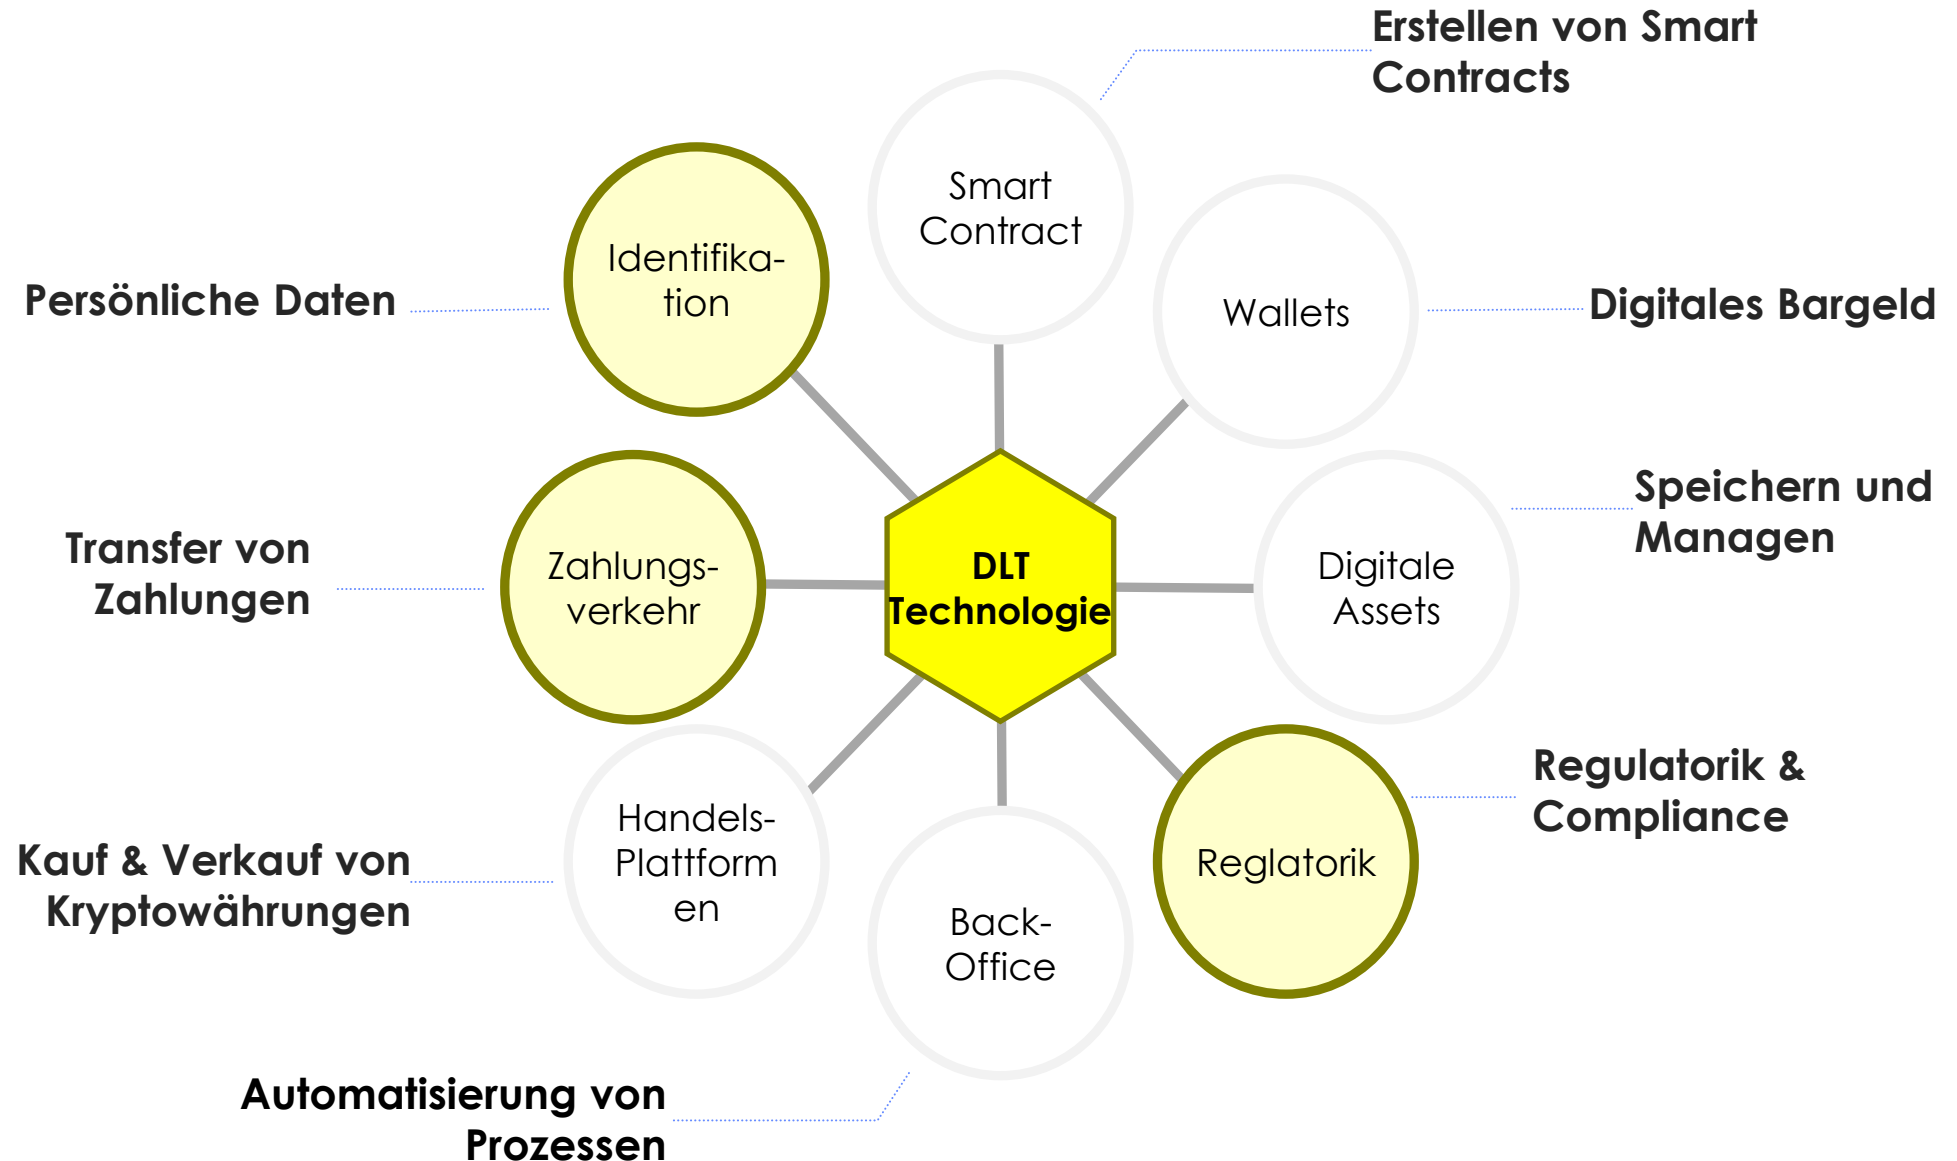 Erstellen von Smart
Contracts
Smart
Contract
Identifika-
tion
Persönliche Daten
Wallets
Digitales Bargeld
Speichern und
Managen
Transfer von
Zahlungen
Zahlungs-
verkehr
DLT
Technologie
Digitale
Assets
Regulatorik &
Compliance
Handels-
Plattform
en
Kauf & Verkauf von
Kryptowährungen
Reglatorik
Back-
Office
Automatisierung von
Prozessen